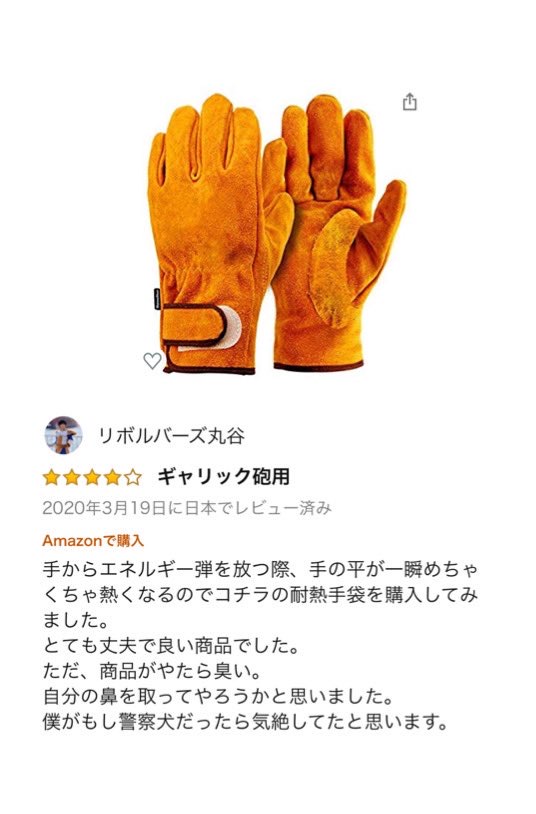 リボルバーズ丸谷
ギャリック砲用
2020年3月19日に日本でレビュー済み
Amazonで購入
手からエネルギー弾を放つ際、手の平が一瞬めちゃ
くちゃ熱くなるのでコチラの耐熱手袋を購入してみ
ました。
とても丈夫で良い商品でした。
ただ、商品がやたら臭い。
自分の鼻を取ってやろうかと思いました。
僕がもし警察犬だったら気絶してたと思います。